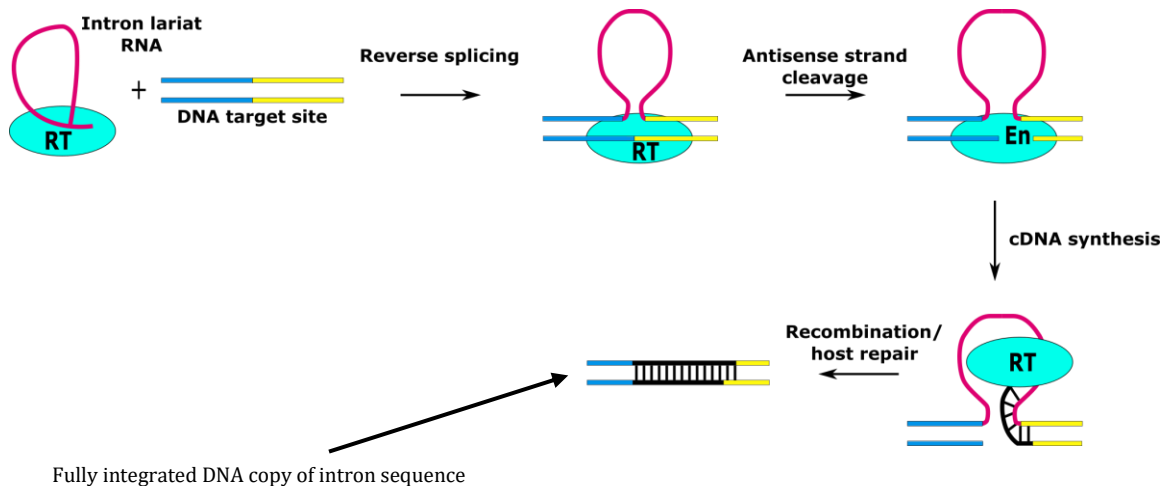 Intron lariat
RNA
+
RT
DNA target site
Reverse splicing
RT
Antisense strand
cleavage
En
cDNA synthesis
RT
Recombination/
host repair
Fully integrated DNA copy of intron sequence